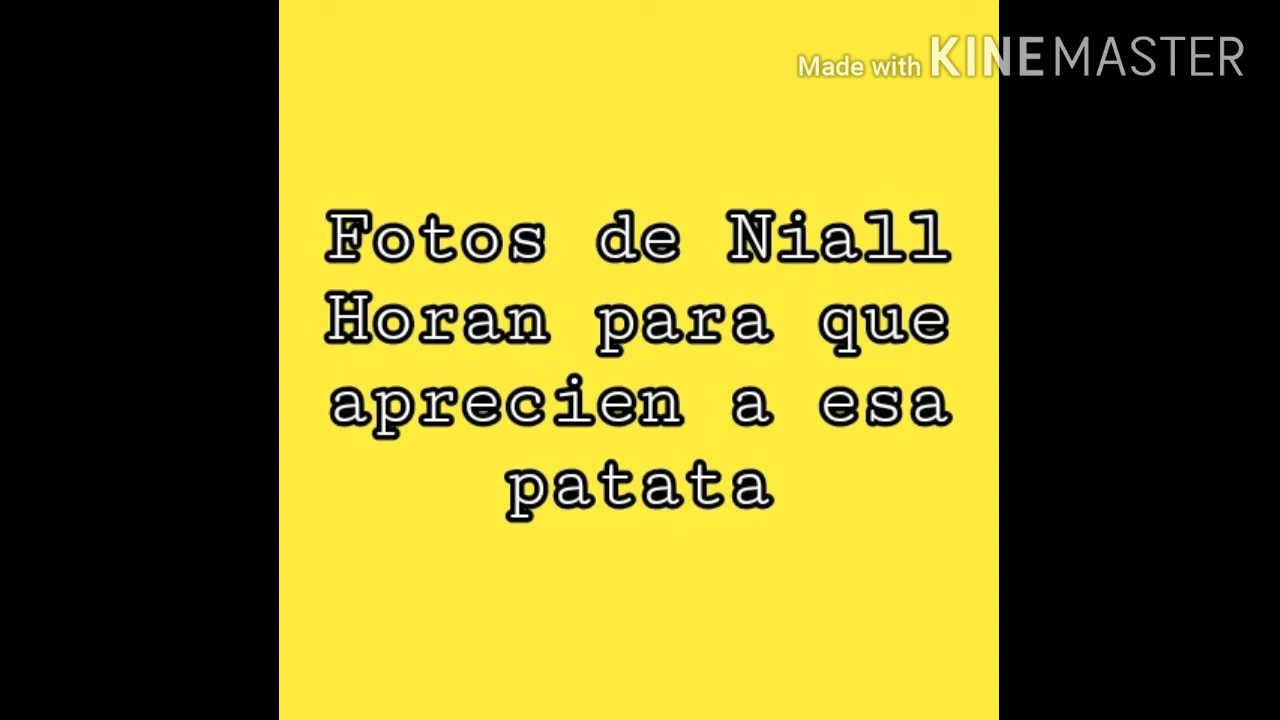 Made with KINEMASTER
Fotos de Niall
Horan para que
aprecien a esa
patata